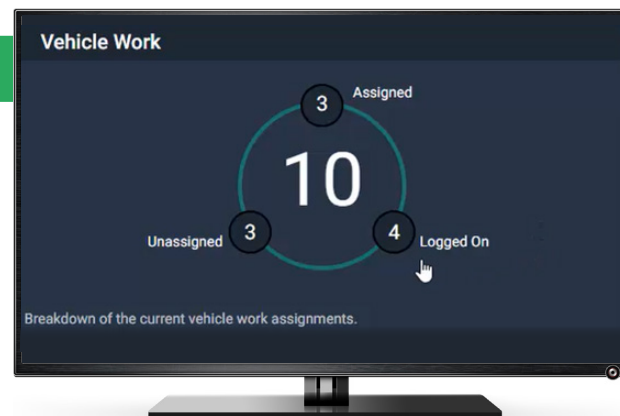 Vehicle Work
3 Assigned
10
Unassigned 3
4 Logged On
Breakdown of the current vehicle work assignments.